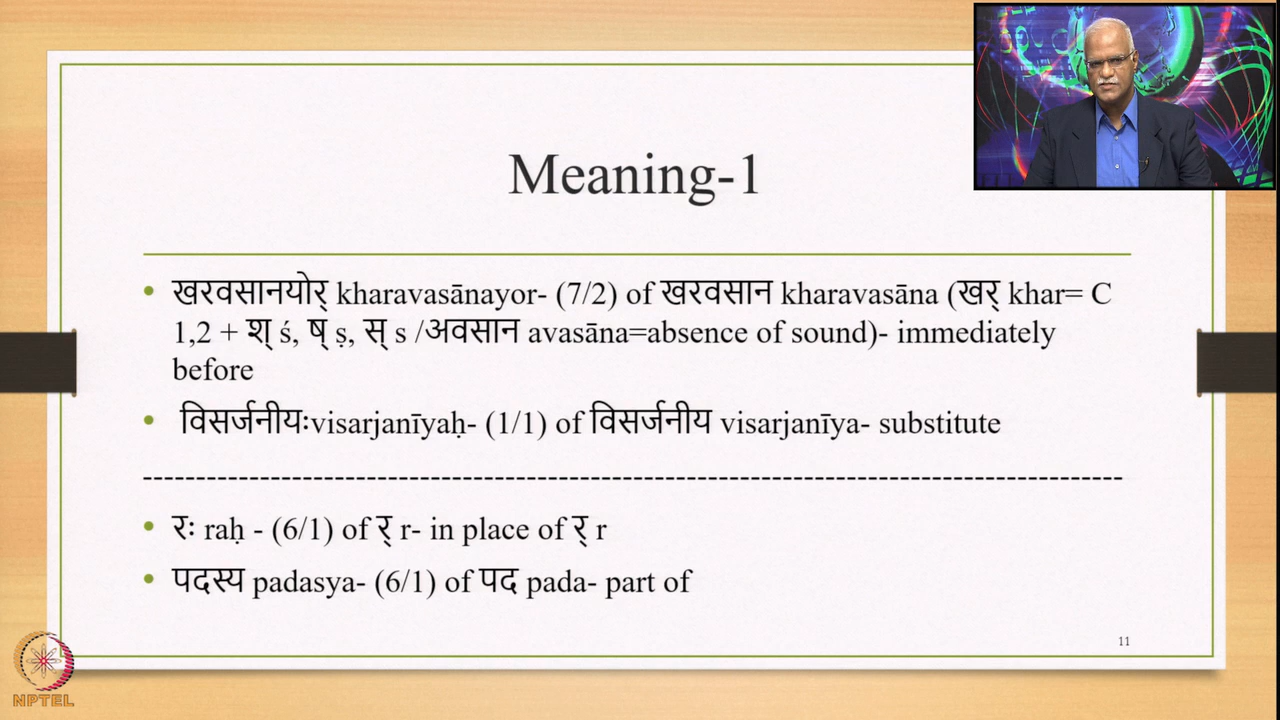 Meaning-1
• खरवसानयोर् kharavasānayor- (7/2) of खरवसान kharavasāna (खर् khar= C
1,2 + श् ś, ष् ṣ, स् s /अवसान avasāna=absence of sound)- immediately
before
• विसर्जनीयःvisarjanīyaḥ- (1/1) of विसर्जनीय visarjanīya- substitute
--------------------------------------------------------------------------------------------
• रः raḥ - (6/1) of र् r- in place of र् r
• पदस्य padasya- (6/1) of पद pada- part of
11
NPTEL